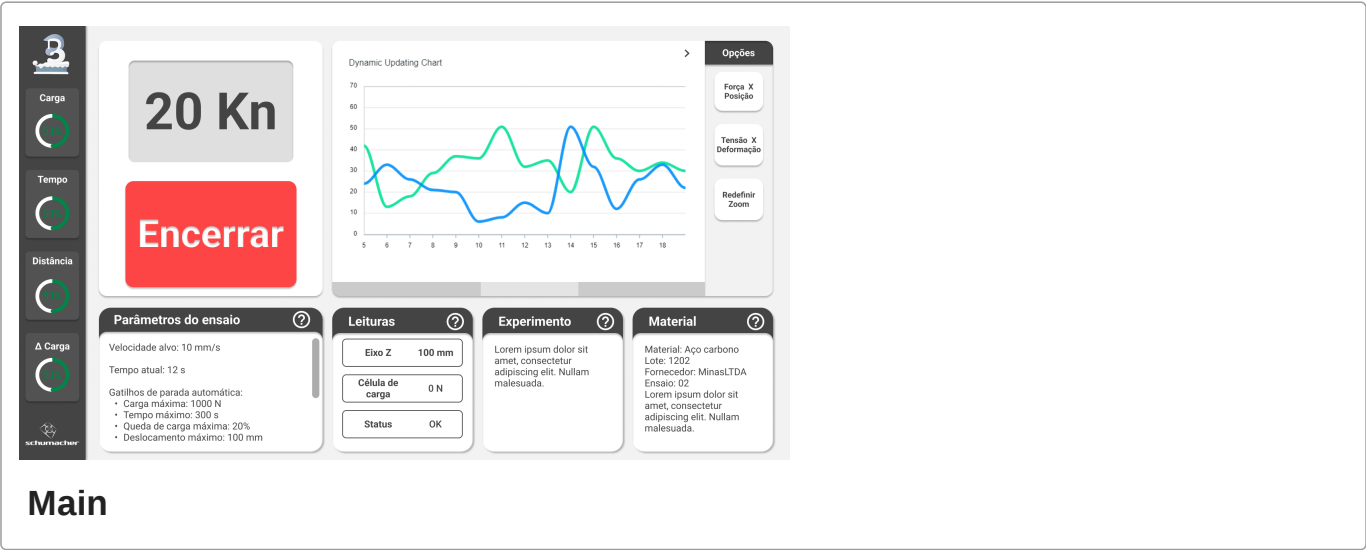 Carga
Tempo
Distância
Δ Carga
schumacher
20 Kn
Encerrar
Dynamic Updating Chart
70
60
50
40
30
20
10
0
5 6 7 8 9 10 11 12 13 14 15 16 17 18
Opções
Força X
Posição
Tensão X
Deformação
Redefinir
Zoom
Parâmetros do ensaio ?
Velocidade alvo: 10 mm/s
Tempo atual: 12 s
Gatilhos de parada automática:
• Carga máxima: 1000 N
• Tempo máximo: 300 s
• Queda de carga máxima: 20%
• Deslocamento máximo: 100 mm
Leituras ?
Eixo Z 100 mm
Célula de
carga 0 N
Status OK
Experimento ?
Lorem ipsum dolor sit
amet, consectetur
adipiscing elit. Nullam
malesuada.
Material ?
Material: Aço carbono
Lote: 1202
Fornecedor: MinasLTDA
Ensaio: 02
Lorem ipsum dolor sit
amet, consectetur
adipiscing elit. Nullam
malesuada.
Main